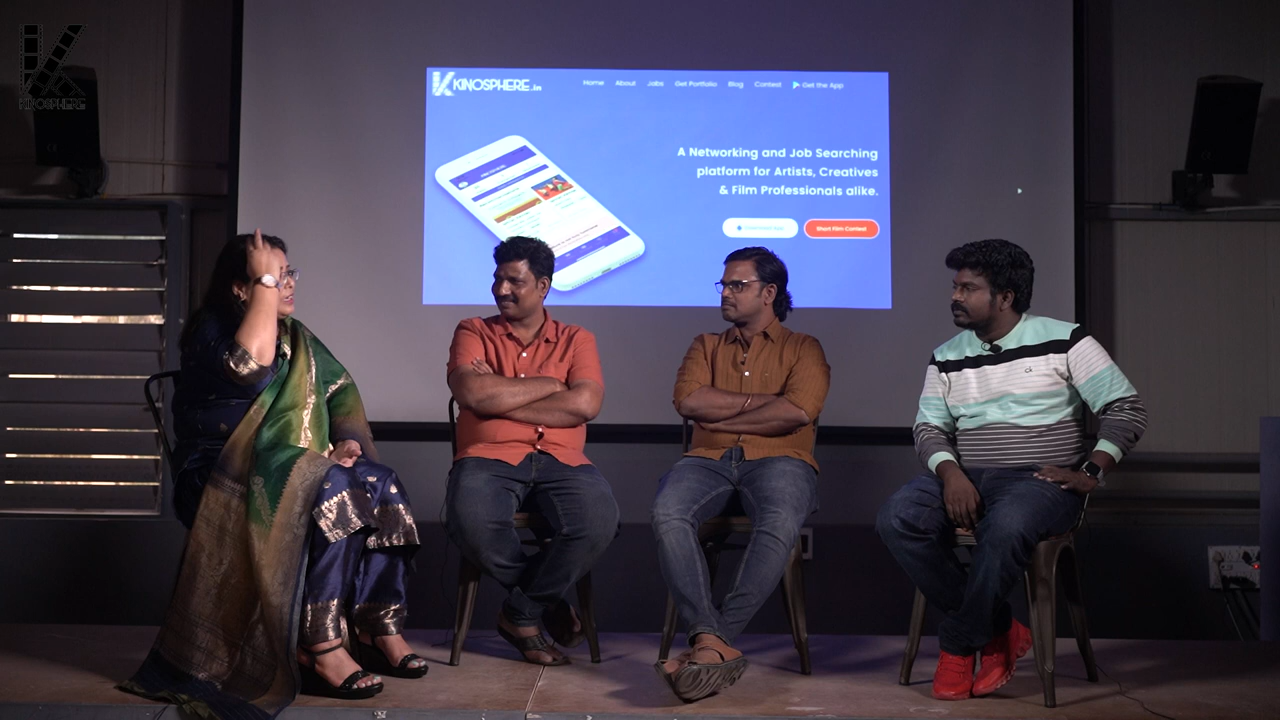 KINOSPHERE
KINOSPHERE.in
Home About Jobs Get Portfolio Blog Contest Get the App
A Networking and Job Searching
platform for Artists, Creatives
& Film Professionals alike.
Short Film Contest